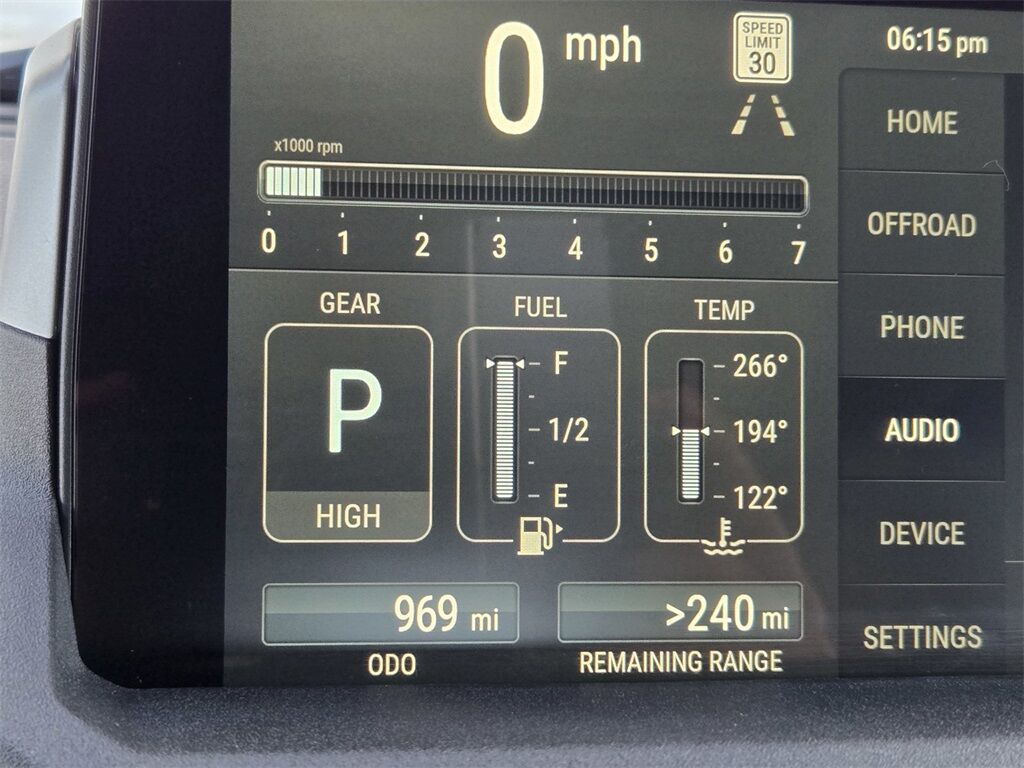 0 mph
SPEED
LIMIT
30
06:15 pm
x1000 rpm
0 1 2 3 4 5 6 7
GEAR
P
HIGH
FUEL
F
1/2
E
TEMP
266°
194°
122°
969 mi
ODO
>240 mi
REMAINING RANGE
HOME
OFFROAD
PHONE
AUDIO
DEVICE
SETTINGS